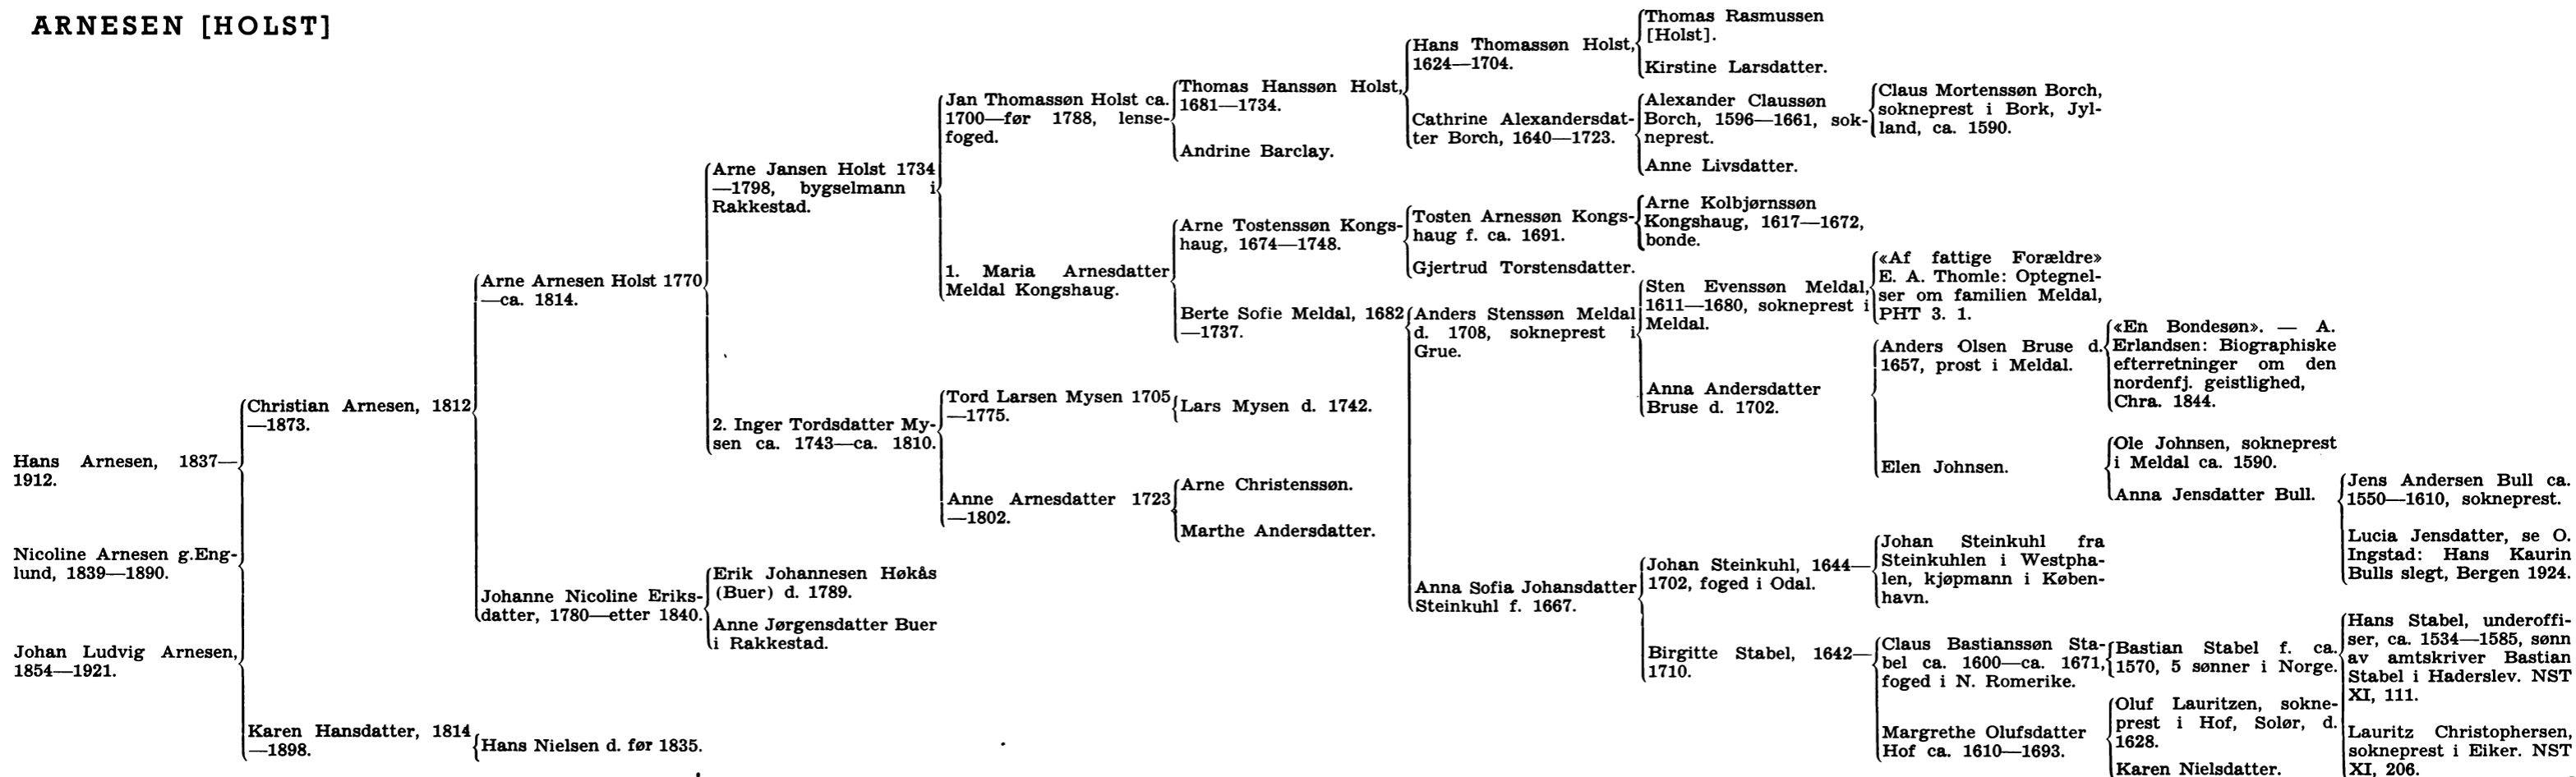 ARNESEN [HOLST]
Hans Arnesen, 1837—
1912.
Nicoline Arnesen g.Eng-
lund, 1839—1890.
Johan Ludvig Arnesen,
1854—1921.
Christian Arnesen, 1812
—1873.
Karen Hansdatter, 1814
—1898.
Arne Arnesen Holst 1770
—ca. 1814.
Johanne Nicoline Eriks-
datter, 1780—etter 1840.
Hans Nielsen d. før 1835.
Arne Jansen Holst 1734
—1798, bygselmann i
Rakkestad.
2. Inger Tordsdatter My-
sen ca. 1743—ca. 1810.
Erik Johannesen Høkås
(Buer) d. 1789.
Anne Jørgensdatter Buer
i Rakkestad.
Jan Thomassøn Holst ca.
1700—før 1788, lense-
foged.
1. Maria Arnesdatter
Meldal Kongshaug.
Tord Larsen Mysen 1705
—1775.
Anne Arnesdatter 1723
—1802.
Thomas Hanssøn Holst,
1681—1734.
Andrine Barclay.
Arne Tostenssøn Kongs-
haug, 1674—1748.
Berte Sofie Meldal, 1682
—1737.
Lars Mysen d. 1742.
Arne Christenssøn.
Marthe Andersdatter.
Hans Thomassøn Holst,
1624—1704.
Cathrine Alexandersdat-
ter Borch, 1640—1723.
Tosten Arnessøn Kongs-
haug f. ca. 1691.
Gjertrud Torstensdatter.
Anders Stenssøn Meldal
d. 1708, sokneprest i
Grue.
Anna Sofia Johansdatter
Steinkuhl f. 1667.
Thomas Rasmussen
[Holst].
Kirstine Larsdatter.
Alexander Claussøn
Borch, 1596—1661, sok-
neprest.
Anne Livsdatter.
Arne Kolbjørnssøn
Kongshaug, 1617—1672,
bonde.
Sten Evenssøn Meldal,
1611—1680, sokneprest i
Meldal.
Anna Andersdatter
Bruse d. 1702.
Johan Steinkuhl, 1644—
1702, foged i Odal.
Birgitte Stabel, 1642—
1710.
Claus Mortenssøn Borch,
sokneprest i Bork, Jyl-
land, ca. 1590.
«Af fattige Forældre»
E. A. Thomle: Optegnel-
ser om familien Meldal,
PHT 3. 1.
Anders Olsen Bruse d.
1657, prost i Meldal.
Elen Johnsen.
Johan Steinkuhl fra
Steinkuhlen i Westpha-
len, kjøpmann i Køben-
havn.
Claus Bastianssøn Sta-
bel ca. 1600—ca. 1671,
foged i N. Romerike.
Margrethe Olufsdatter
Hof ca. 1610—1693.
«En Bondesøn». — A.
Erlandsen: Biographiske
efterretninger om den
nordenfj. geistlighed,
Chra. 1844.
Ole Johnsen, sokneprest
i Meldal ca. 1590.
Anna Jensdatter Bull.
Bastian Stabel f. ca.
1570, 5 sønner i Norge.
Oluf Lauritzen, sokne-
prest i Hof, Solør, d.
1628.
Karen Nielsdatter.
Jens Andersen Bull ca.
1550—1610, sokneprest.
Lucia Jensdatter, se O.
Ingstad: Hans Kaurin
Bulls slegt, Bergen 1924.
Hans Stabel, underoffi-
ser, ca. 1534—1585, sønn
av amtskriver Bastian
Stabel i Haderslev. NST
XI, 111.
Lauritz Christophersen,
sokneprest i Eiker. NST
XI, 206.